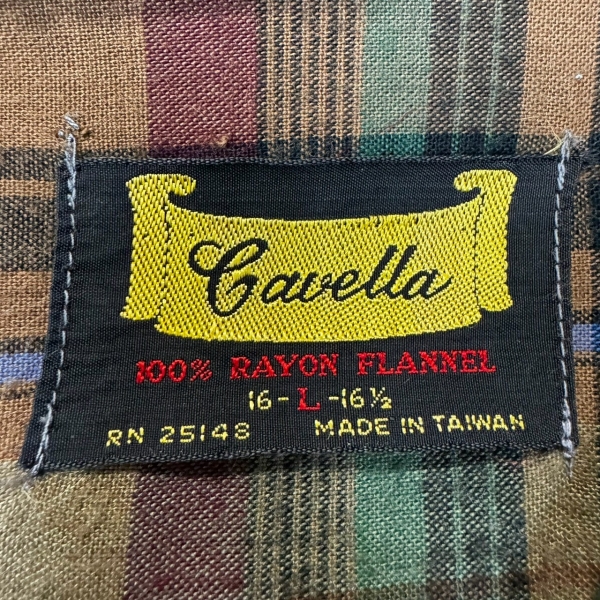 Cavella
100% RAYON FLANNEL
16-L-16½
RN 25148 MADE IN TAIWAN